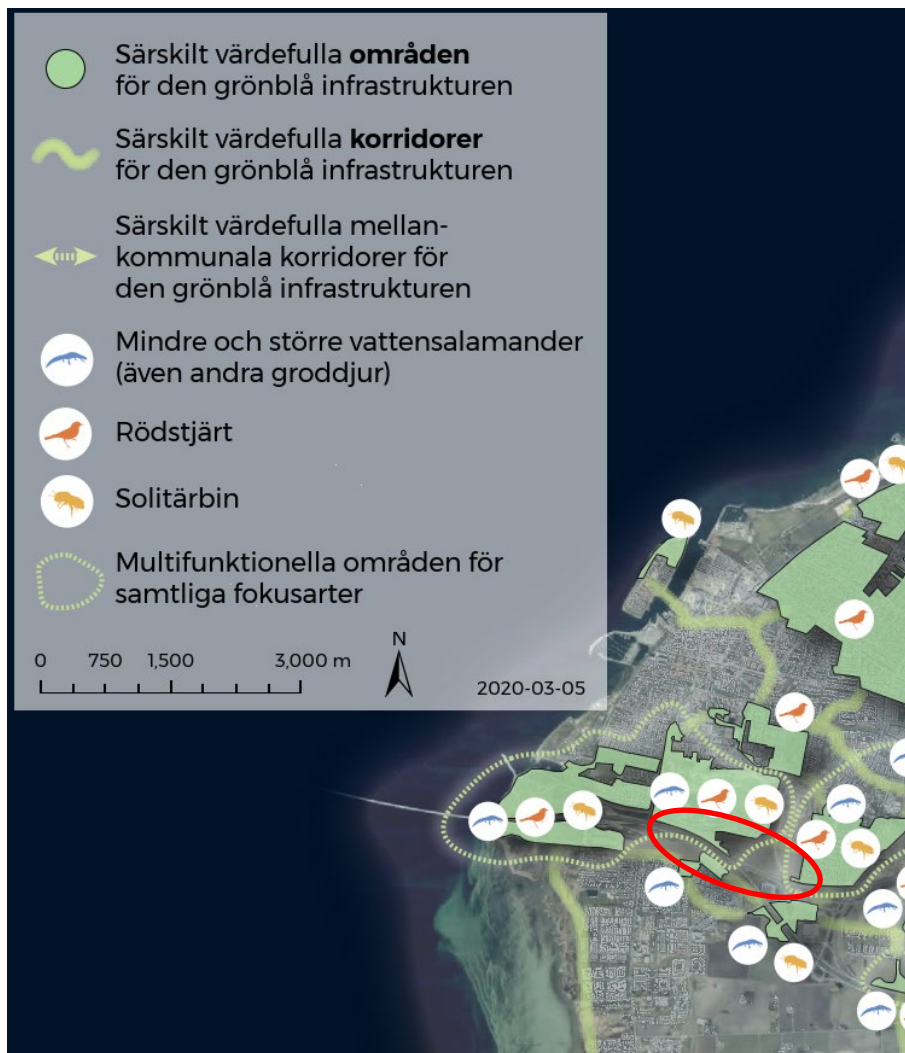 Särskilt värdefulla områden
för den grönblå infrastrukturen
Särskilt värdefulla korridorer
för den grönblå infrastrukturen
Särskilt värdefulla mellan-
kommunala korridorer för
den grönblå infrastrukturen
Mindre och större vattensalamander
(även andra groddjur)
Rödstjärt
Solitärbin
Multifunktionella områden för
samtliga fokusarter
N
0 750 1,500 3,000 m
2020-03-05